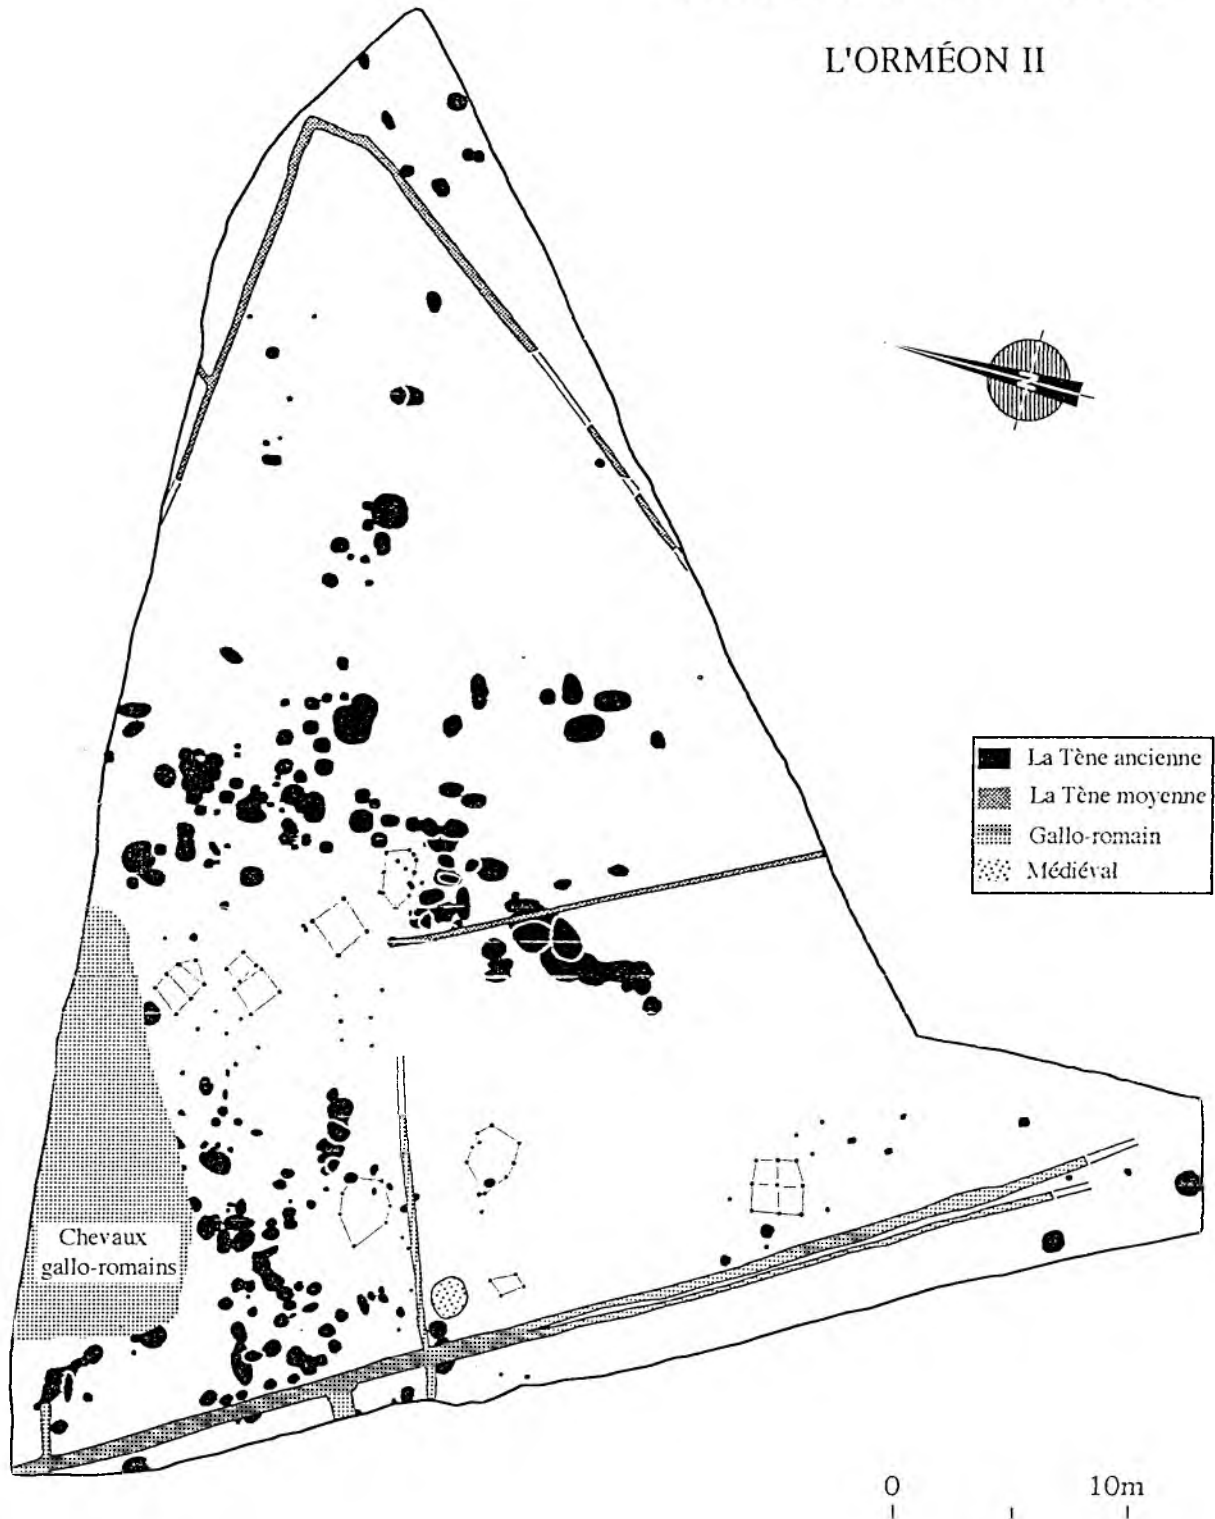 L'ORMÉON II
N
La Tène ancienne
La Tène moyenne
Gallo-romain
Médiéval
Chevaux
gallo-romains
0 10m